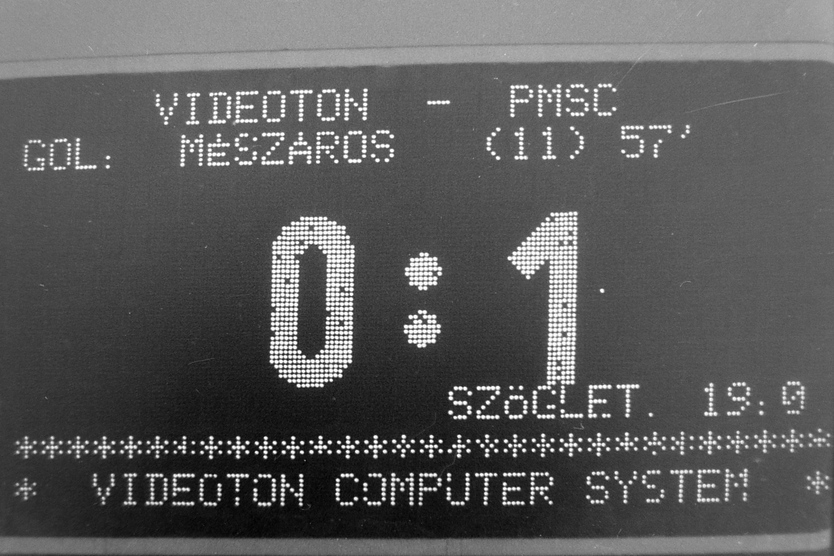 VIDEOTON - PMSC
GOL: MÉSZÁROS (11) 57'
0:1
SZÖGLET. 19:0
*********************************
* VIDEOTON COMPUTER SYSTEM *